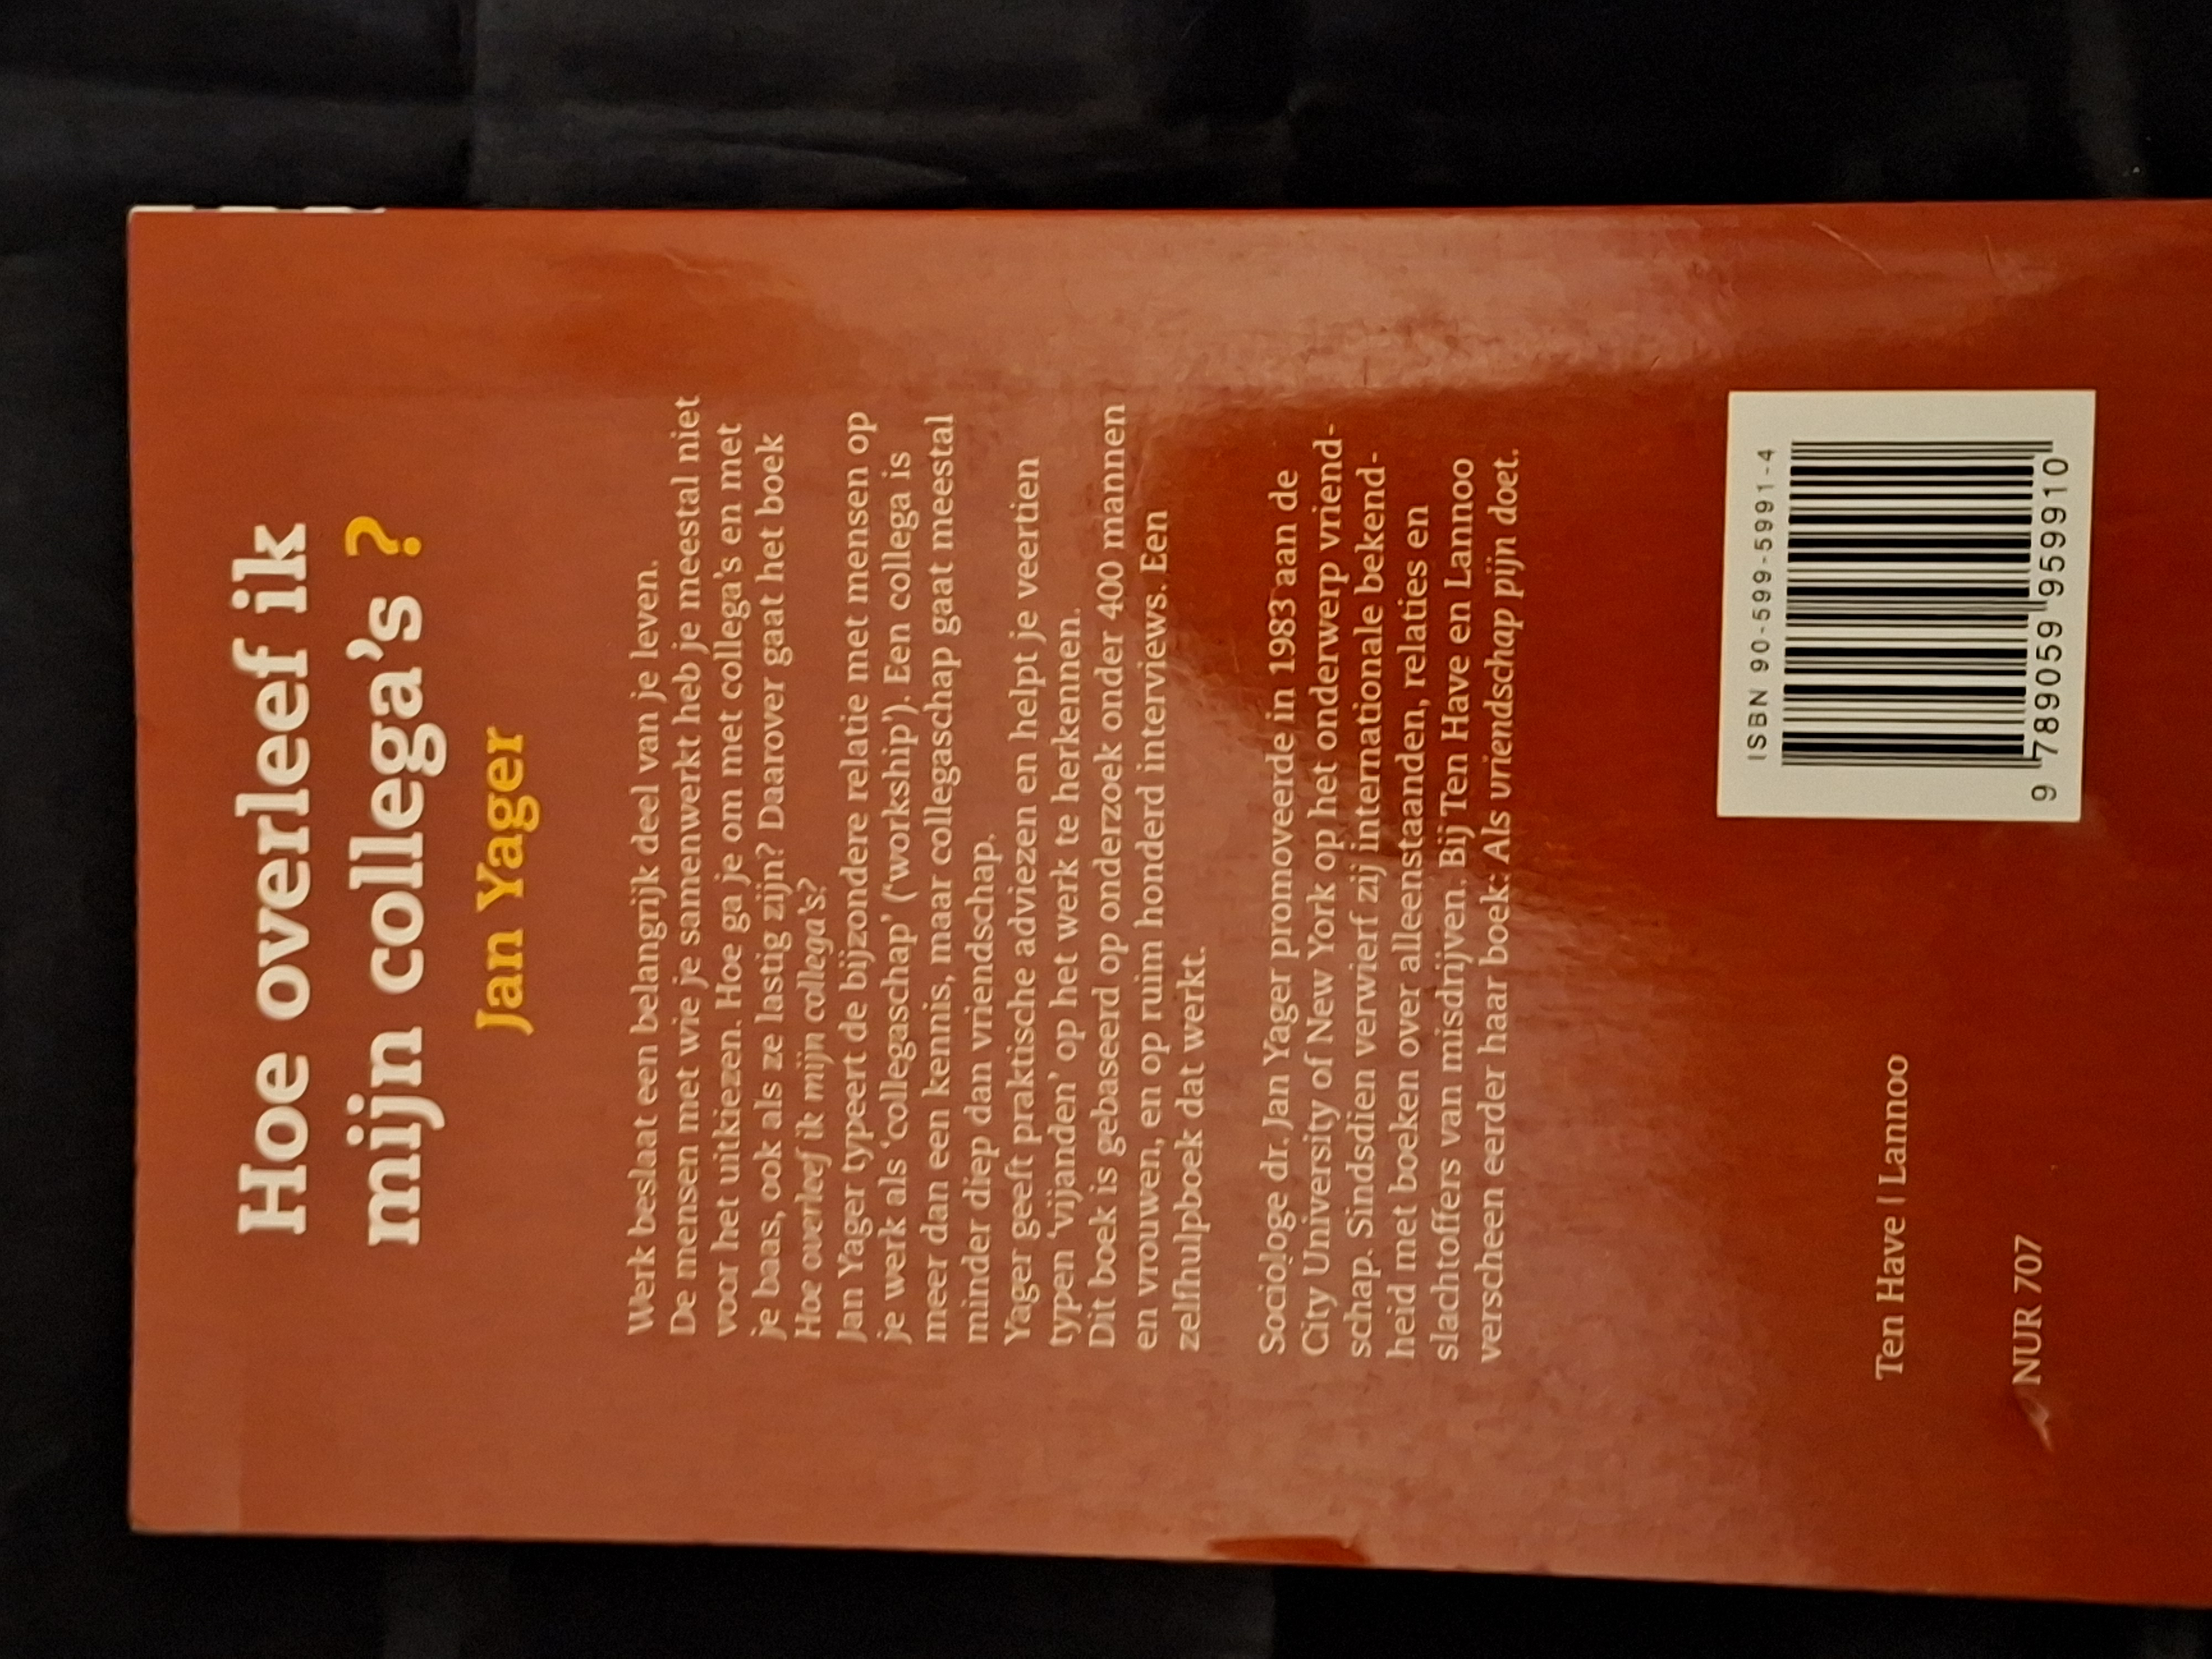 Hoe overleef ik
mijn collega's ?
Jan Yager
Werk beslaat een belangrijk deel van je leven.
De mensen met wie je samenwerkt heb je meestal niet
voor het uitkiezen. Hoe ga je om met collega's en met
je baas, ook als ze lastig zijn? Daarover gaat het boek
Hoe overleef ik mijn collega's?
Jan Yager typeert de bijzondere relatie met mensen op
je werk als 'collegaschap' ('workship'). Een collega is
meer dan een kennis, maar collegaschap gaat meestal
minder diep dan vriendschap.
Yager geeft praktische adviezen en helpt je veertien
typen 'vijanden' op het werk te herkennen.
Dit boek is gebaseerd op onderzoek onder 400 mannen
en vrouwen, en op ruim honderd interviews. Een
zelfhulpboek dat werkt.
Sociologe dr. Jan Yager promoveerde in 1983 aan de
City University of New York op het onderwerp vriend-
schap. Sindsdien verwierf zij internationale bekend-
heid met boeken over alleenstaanden, relaties en
slachtoffers van misdrijven. Bij Ten Have en Lannoo
verscheen eerder haar boek: Als vriendschap pijn doet.
Ten Have | Lannoo
NUR 707
ISBN 90-599-5991-4
9 789059 959910